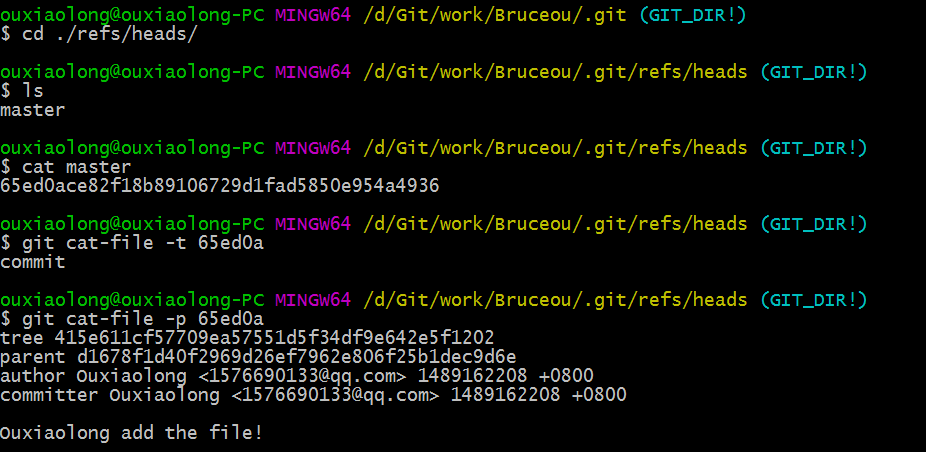 ouxiaolong@ouxiaolong-PC MINGW64 /d/Git/work/Bruceou/.git (GIT_DIR!)
$ cd ./refs/heads/
ouxiaolong@ouxiaolong-PC MINGW64 /d/Git/work/Bruceou/.git/refs/heads (GIT_DIR!)
$ ls
master
ouxiaolong@ouxiaolong-PC MINGW64 /d/Git/work/Bruceou/.git/refs/heads (GIT_DIR!)
$ cat master
65ed0ace82f18b89106729d1fad5850e954a4936
ouxiaolong@ouxiaolong-PC MINGW64 /d/Git/work/Bruceou/.git/refs/heads (GIT_DIR!)
$ git cat-file -t 65ed0a
commit
ouxiaolong@ouxiaolong-PC MINGW64 /d/Git/work/Bruceou/.git/refs/heads (GIT_DIR!)
$ git cat-file -p 65ed0a
tree 415e611cf57709ea57551d5f34df9e642e5f1202
parent d1678f1d40f2969d26ef7962e806f25b1dec9d6e
author Ouxiaolong <1576690133@qq.com> 1489162208 +0800
committer Ouxiaolong <1576690133@qq.com> 1489162208 +0800
Ouxiaolong add the file!